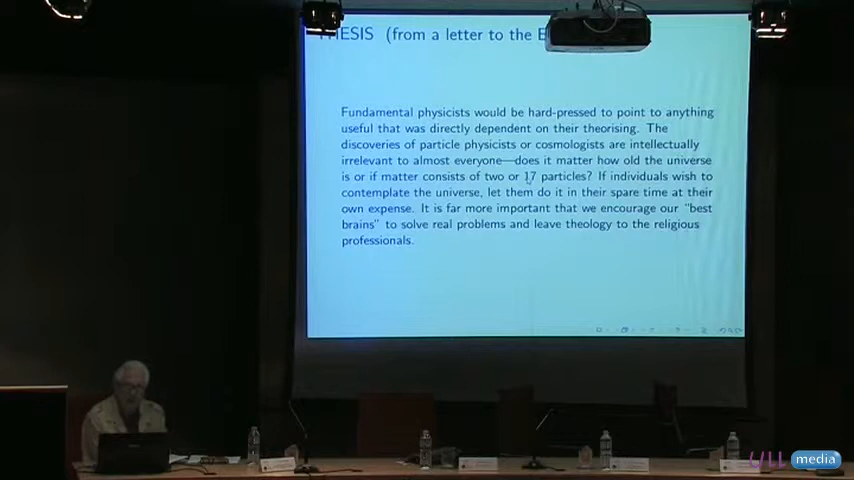 THESIS (from a letter to the E
Fundamental physicists would be hard-pressed to point to anything
useful that was directly dependent on their theorising. The
discoveries of particle physicists or cosmologists are intellectually
irrelevant to almost everyone—does it matter how old the universe
is or if matter consists of two or 17 particles? If individuals wish to
contemplate the universe, let them do it in their spare time at their
own expense. It is far more important that we encourage our "best
brains" to solve real problems and leave theology to the religious
professionals.
ULL media